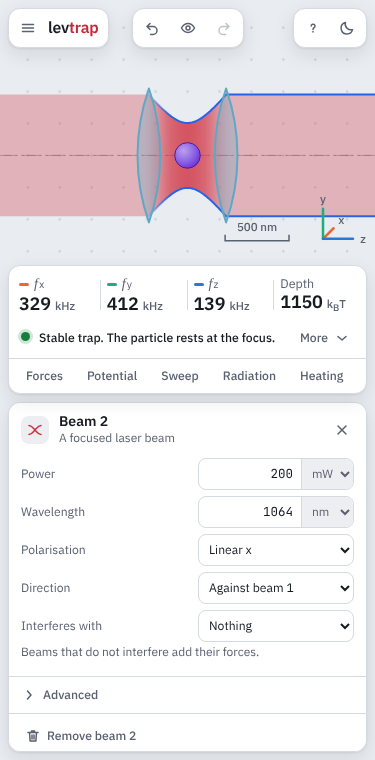 levtrap
?
500 nm
y
x
z
fx fy fz Depth
329 kHz 412 kHz 139 kHz 1150 kBT
Stable trap. The particle rests at the focus. More
Forces Potential Sweep Radiation Heating
Beam 2
A focused laser beam
Power 200 mW
Wavelength 1064 nm
Polarisation Linear x
Direction Against beam 1
Interferes with Nothing
Beams that do not interfere add their forces.
Advanced
Remove beam 2